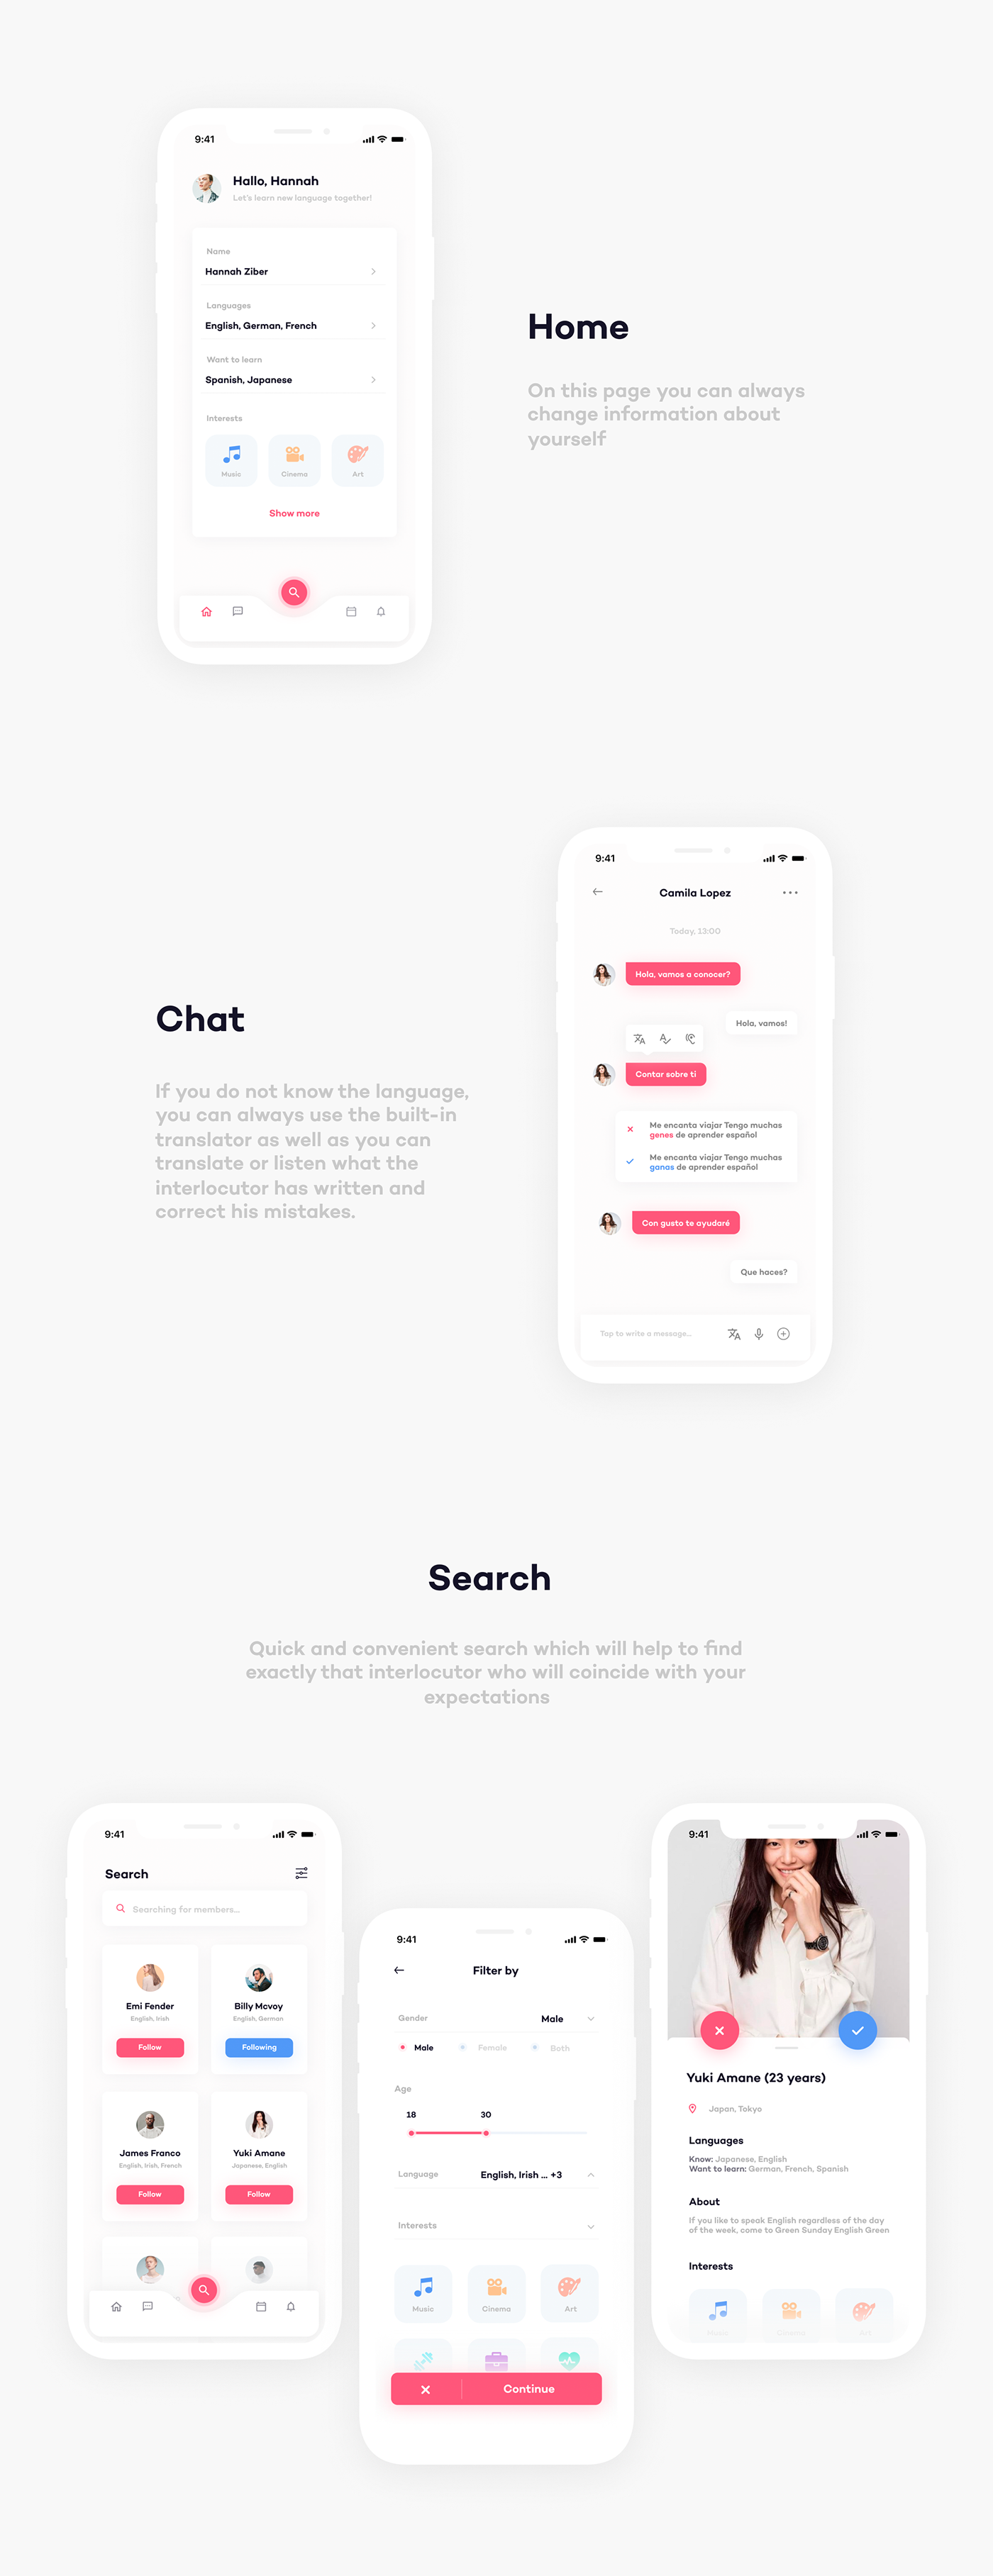 9:41
Hallo, Hannah
Let's learn new language together!
Name
Hannah Ziber
Languages
English, German, French
Want to learn
Spanish, Japanese
Interests
Music
Cinema
Art
Show more
Home
On this page you can always
change information about
yourself
9:41
Camila Lopez
Today, 13:00
Hola, vamos a conocer?
Hola, vamos!
Contar sobre ti
Me encanta viajar Tengo muchas
genes de aprender español
Me encanta viajar Tengo muchas
ganas de aprender español
Con gusto te ayudaré
Que haces?
Tap to write a message...
Chat
If you do not know the language,
you can always use the built-in
translator as well as you can
translate or listen what the
interlocutor has written and
correct his mistakes.
Search
Quick and convenient search which will help to find
exactly that interlocutor who will coincide with your
expectations
9:41
Search
Searching for members...
Emi Fender
English, Irish
Follow
Billy Mcvoy
English, German
Following
James Franco
English, Irish, French
Follow
Yuki Amane
Japanese, English
Follow
9:41
Filter by
Gender
Male
Male
Female
Both
Age
18
30
Language
English, Irish ... +3
Interests
Music
Cinema
Art
Continue
9:41
Yuki Amane (23 years)
Japan, Tokyo
Languages
Know: Japanese, English
Want to learn: German, French, Spanish
About
If you like to speak English regardless of the day
of the week, come to Green Sunday English Green
Interests
Music
Cinema
Art